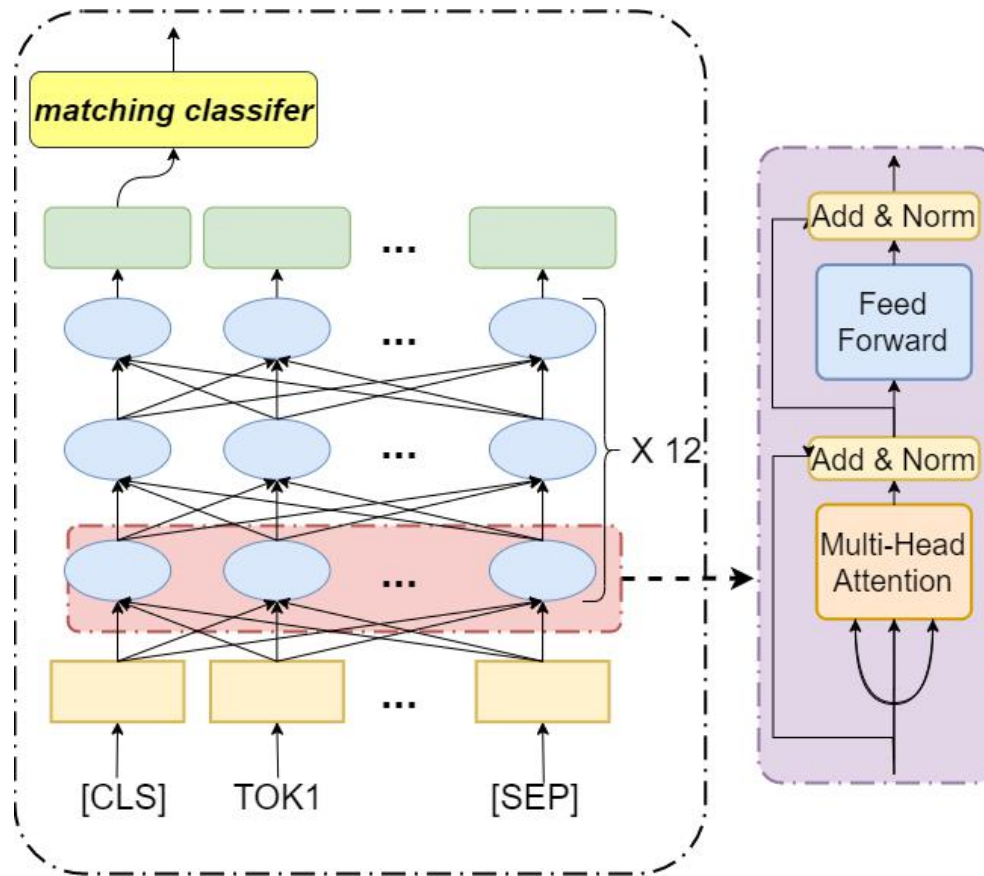 matching classifer
...
...
...
X 12
...
...
[CLS]
TOK1
[SEP]
Add & Norm
Feed
Forward
Add & Norm
Multi-Head
Attention